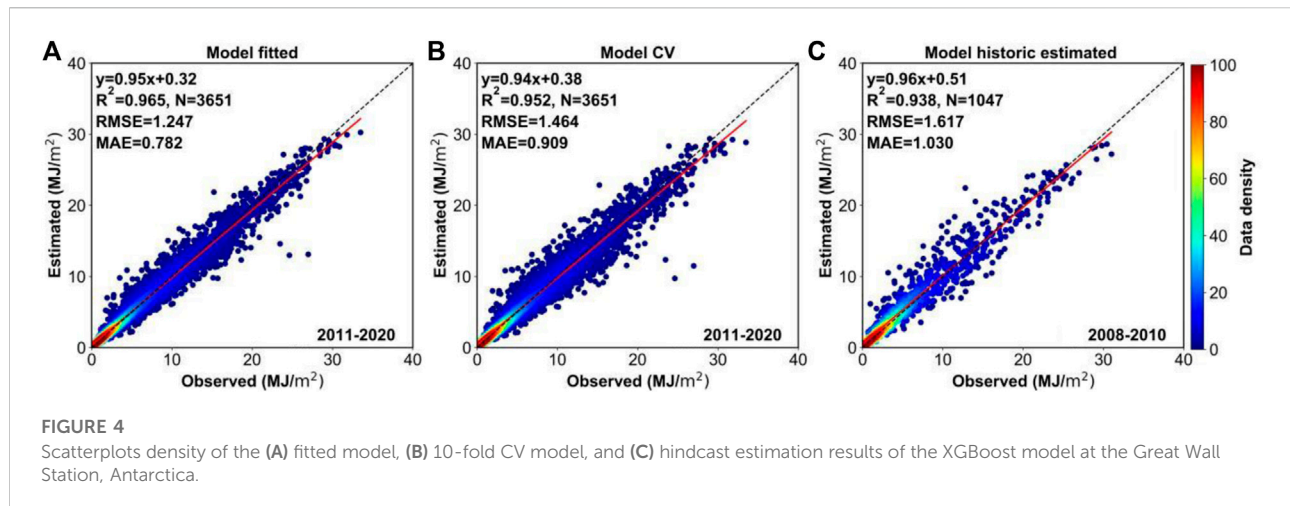 A
Model fitted
40
30
20
10
0
Estimated (MJ/m²)
y=0.95x+0.32
R²=0.965, N=3651
RMSE=1.247
MAE=0.782
2011-2020
0 10 20 30 40
Observed (MJ/m²)
B
Model CV
40
30
20
10
0
Estimated (MJ/m²)
y=0.94x+0.38
R²=0.952, N=3651
RMSE=1.464
MAE=0.909
2011-2020
0 10 20 30 40
Observed (MJ/m²)
C
Model historic estimated
40
30
20
10
0
Estimated (MJ/m²)
y=0.96x+0.51
R²=0.938, N=1047
RMSE=1.617
MAE=1.030
2008-2010
0 10 20 30 40
Observed (MJ/m²)
100
80
60
40
20
0
Data density
FIGURE 4
Scatterplots density of the (A) fitted model, (B) 10-fold CV model, and (C) hindcast estimation results of the XGBoost model at the Great Wall
Station, Antarctica.